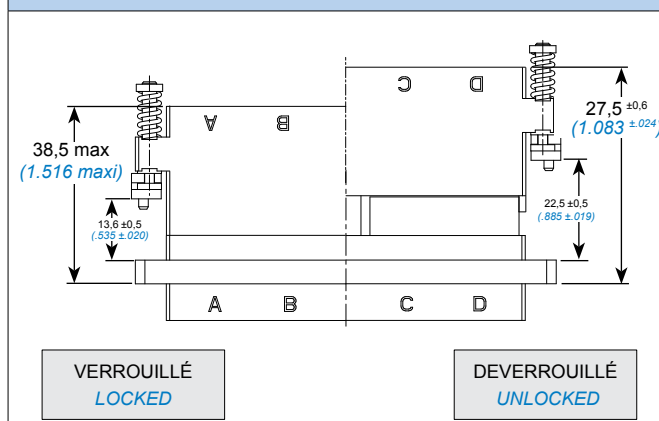 A B
C D
38,5 max
(1.516 maxi)
27,5 ±0,6
(1.083 ±.024)
13,6 ±0,5
(.535 ±.020)
22,5 ±0,5
(.885 ±.019)
A B C D
VERROUILLÉ
LOCKED
DEVERROUILLÉ
UNLOCKED